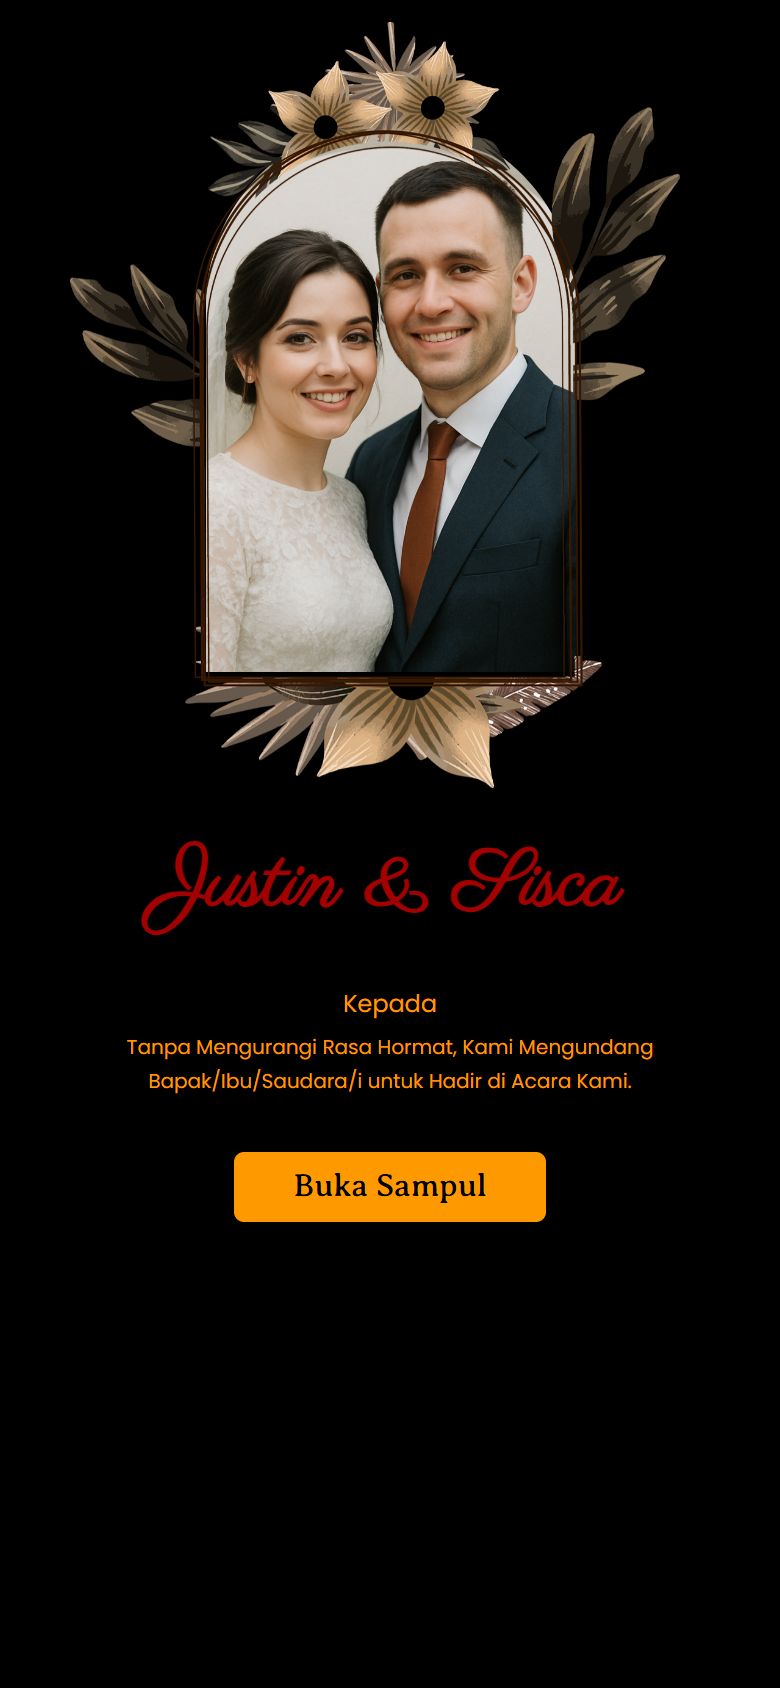 Justin & Sisca
Kepada
Tanpa Mengurangi Rasa Hormat, Kami Mengundang
Bapak/Ibu/Saudara/i untuk Hadir di Acara Kami.
Buka Sampul